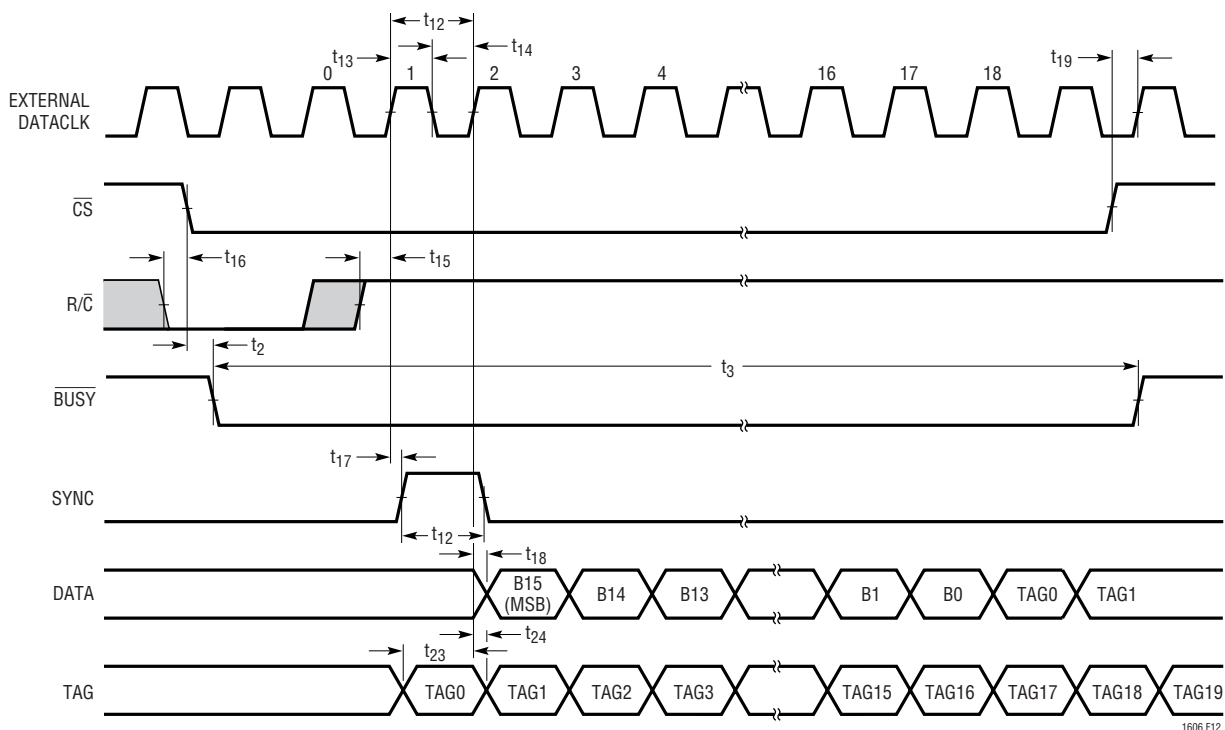 t12
t13
t14
t19
0 1 2 3 4 16 17 18
EXTERNAL
DATACLK
CS
t16
t15
R/C
t2
t3
BUSY
t17
SYNC
t12
t18
DATA
B15
(MSB)
B14 B13 B1 B0 TAG0 TAG1
t24
t23
TAG
TAG0 TAG1 TAG2 TAG3 TAG15 TAG16 TAG17 TAG18 TAG19
1606 F12